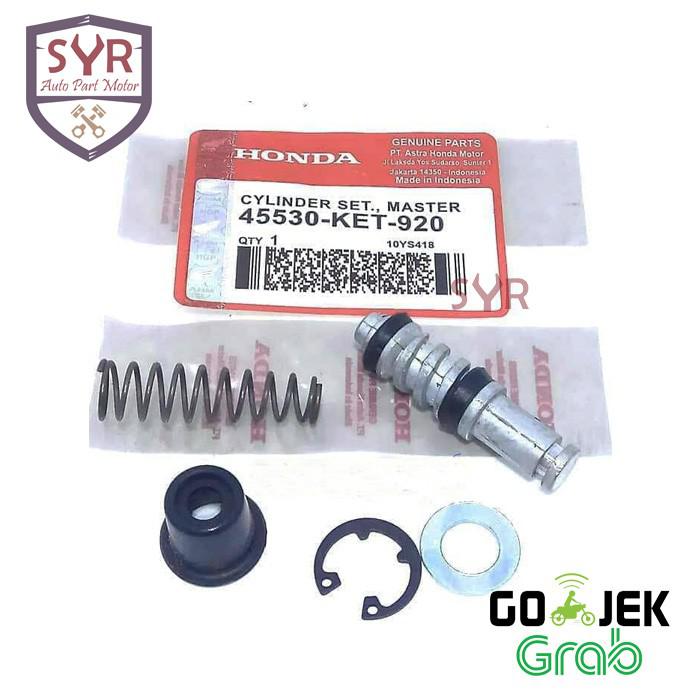 SYR
Auto Part Motor
HONDA
GENUINE PARTS
PT. Astra Honda Motor
Jl Laksda Yos Sudarso, Sunter 1
Jakarta 14350 - Indonesia
Made in Indonesia
CYLINDER SET., MASTER
45530-KET-920
QTY 1
10YS418
SYR
HONDA
HONDA
GO JEK
Grab